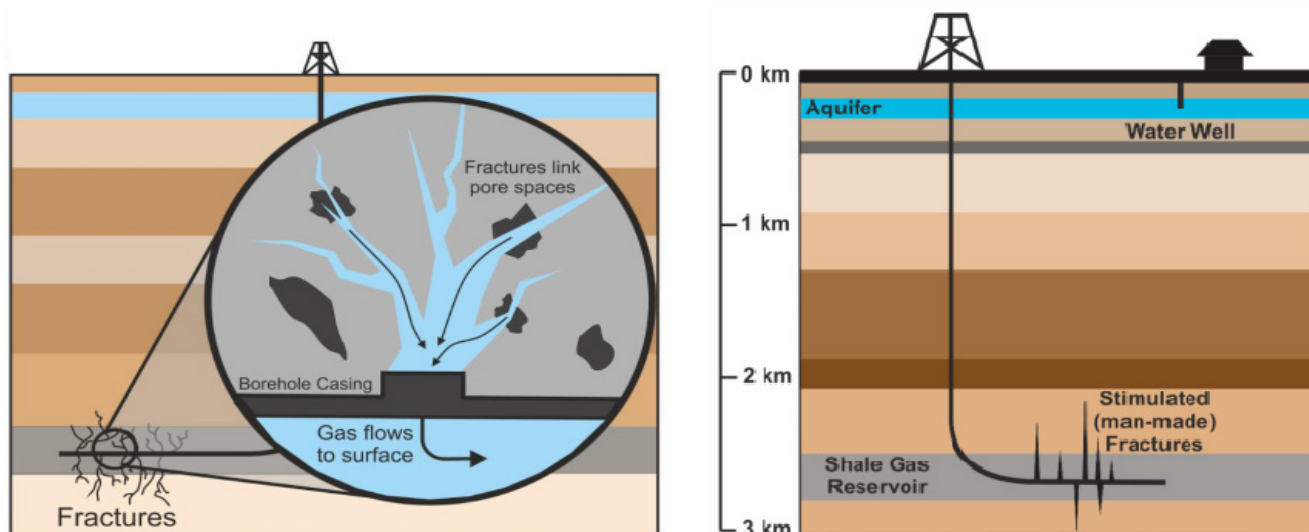 Fractures link
pore spaces
Borehole Casing
Gas flows
to surface
Fractures
0 km
Aquifer
Water Well
1 km
2 km
Stimulated
(man-made)
Fractures
Shale Gas
Reservoir
3 km